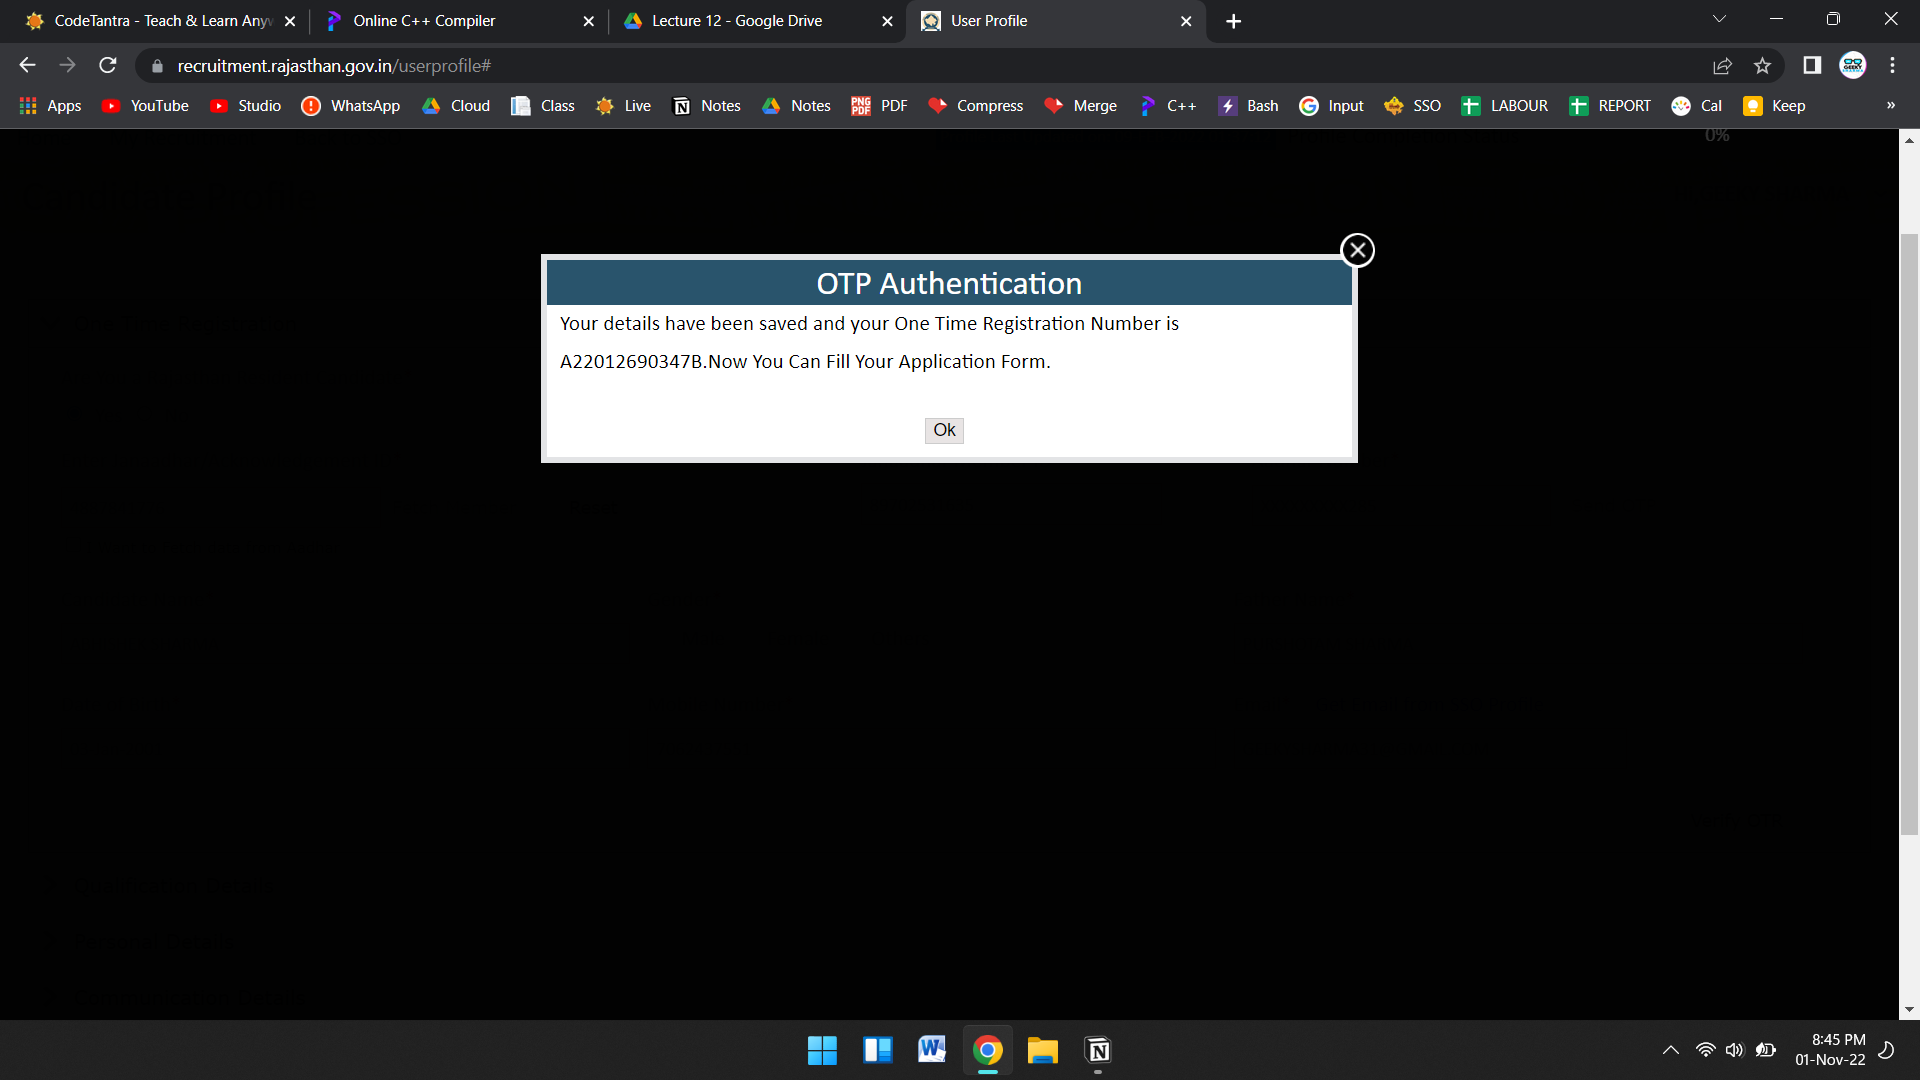 CodeTantra - Teach & Learn Any
Online C++ Compiler
Lecture 12 - Google Drive
User Profile
recruitment.rajasthan.gov.in/userprofile#
Apps YouTube Studio WhatsApp Cloud Class Live Notes Notes PDF Compress Merge C++ Bash Input SSO LABOUR REPORT Cal Keep »
0%
OTP Authentication
Your details have been saved and your One Time Registration Number is
A22012690347B.Now You Can Fill Your Application Form.
Ok
8:45 PM
01-Nov-22